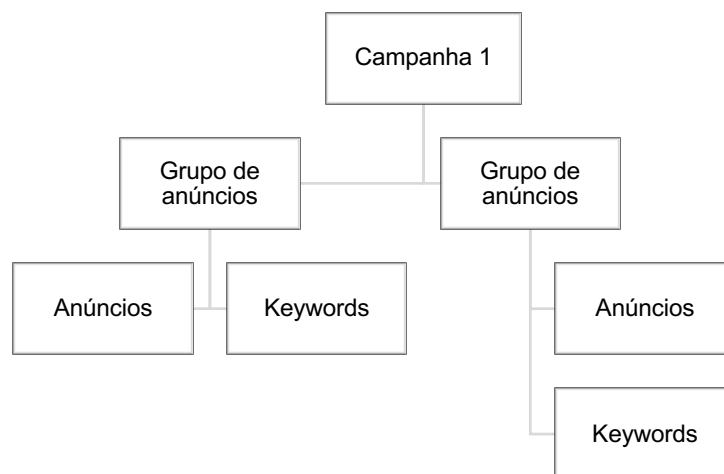 Campanha 1
Grupo de
anúncios
Grupo de
anúncios
Anúncios
Keywords
Anúncios
Keywords